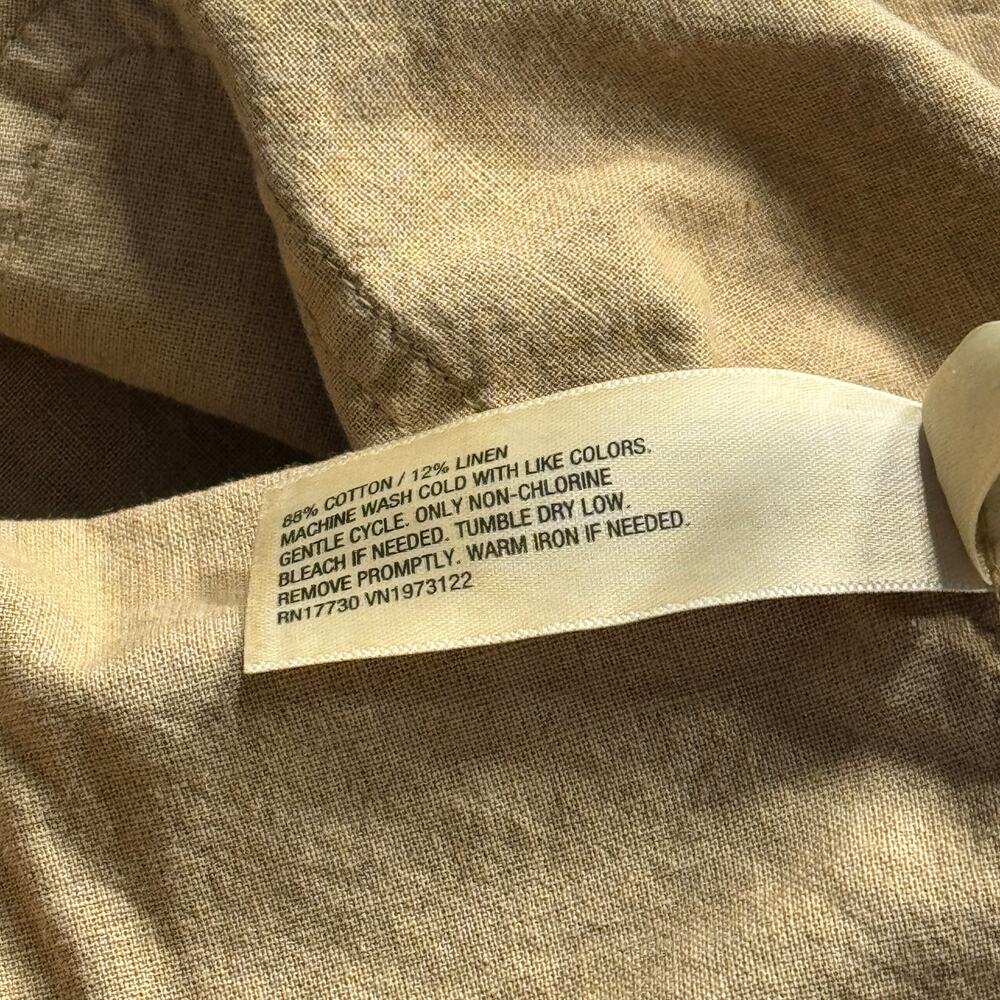 88% COTTON / 12% LINEN
MACHINE WASH COLD WITH LIKE COLORS.
GENTLE CYCLE. ONLY NON-CHLORINE
BLEACH IF NEEDED. TUMBLE DRY LOW.
REMOVE PROMPTLY. WARM IRON IF NEEDED.
RN17730 VN1973122